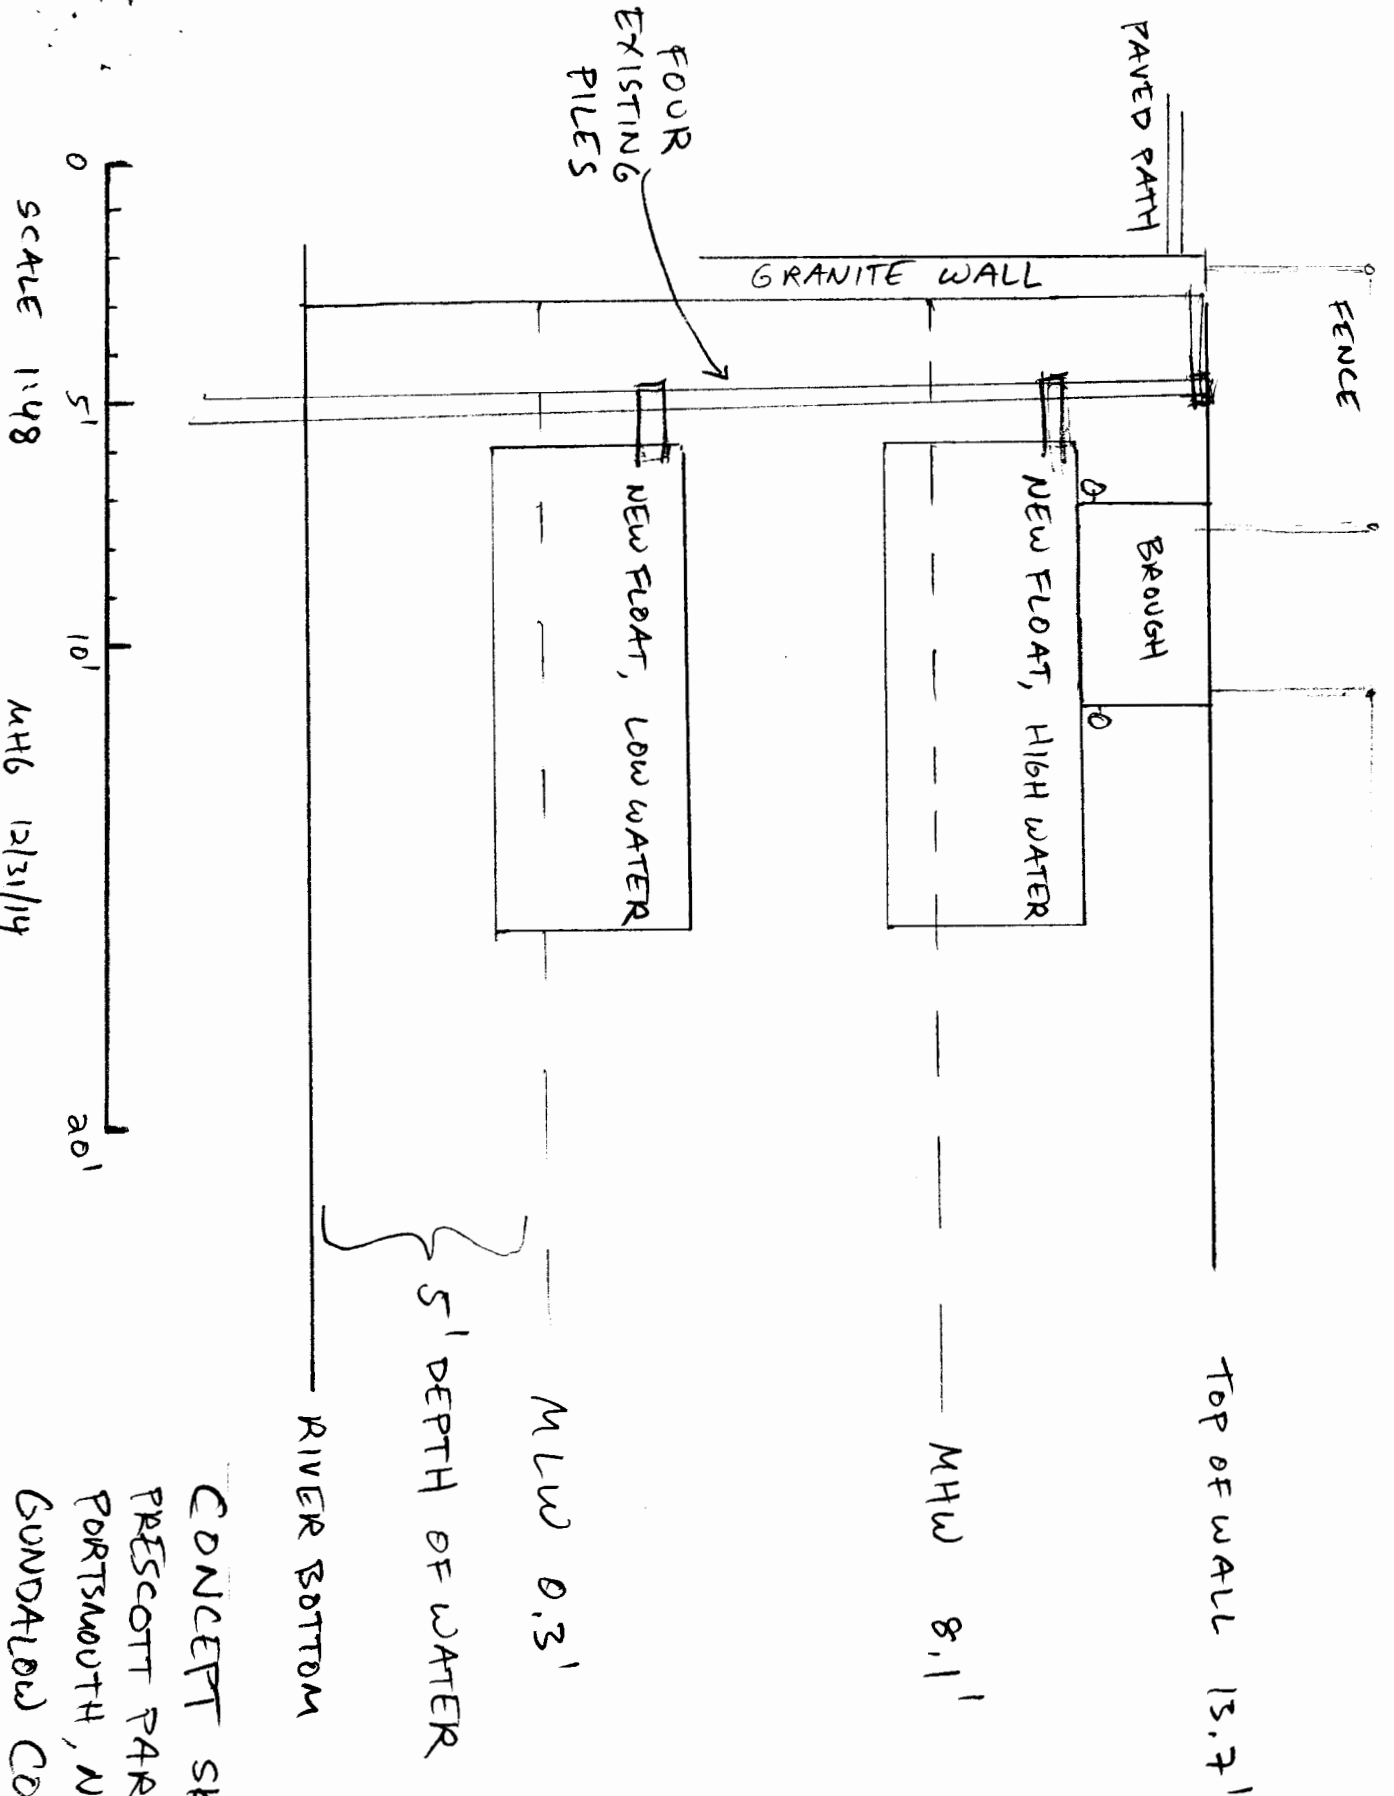 FENCE
PAVED PATH
TOP OF WALL 13.7'
BROUGH
GRANITE WALL
NEW FLOAT, HIGH WATER
MHW 8.1'
FOUR
EXISTING
PILES
NEW FLOAT, LOW WATER
MLW 0.3'
5' DEPTH OF WATER
RIVER BOTTOM
0
5'
10'
20'
SCALE 1:48
MHG 12/31/14
CONCEPT
PRESCOTT
PORTSMOUTH,
GUNDALOW